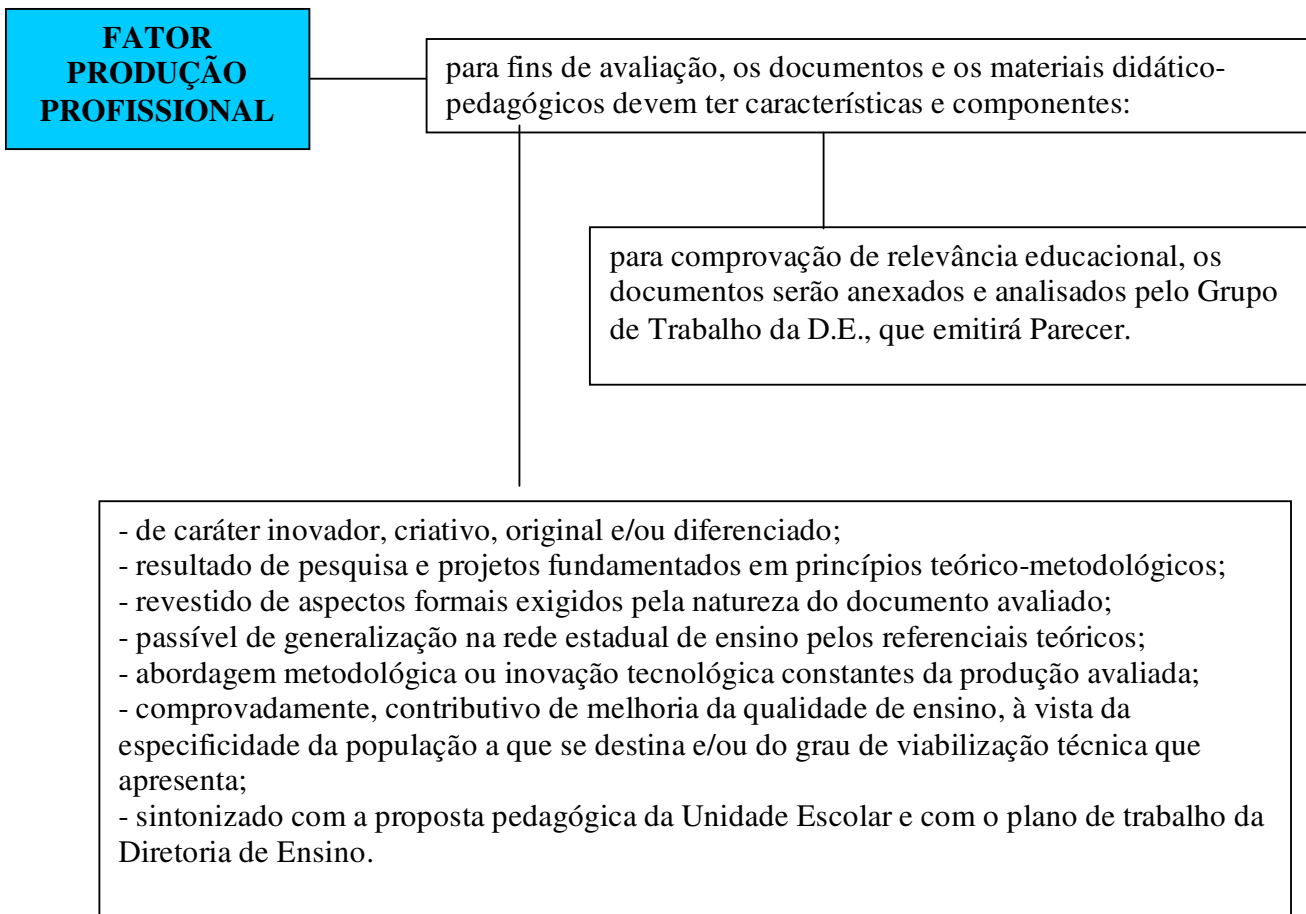 FATOR
PRODUÇÃO
PROFISSIONAL
para fins de avaliação, os documentos e os materiais didático-
pedagógicos devem ter características e componentes:
para comprovação de relevância educacional, os
documentos serão anexados e analisados pelo Grupo
de Trabalho da D.E., que emitirá Parecer.
- de caráter inovador, criativo, original e/ou diferenciado;
- resultado de pesquisa e projetos fundamentados em princípios teórico-metodológicos;
- revestido de aspectos formais exigidos pela natureza do documento avaliado;
- passível de generalização na rede estadual de ensino pelos referenciais teóricos;
- abordagem metodológica ou inovação tecnológica constantes da produção avaliada;
- comprovadamente, contributivo de melhoria da qualidade de ensino, à vista da
especificidade da população a que se destina e/ou do grau de viabilização técnica que
apresenta;
- sintonizado com a proposta pedagógica da Unidade Escolar e com o plano de trabalho da
Diretoria de Ensino.